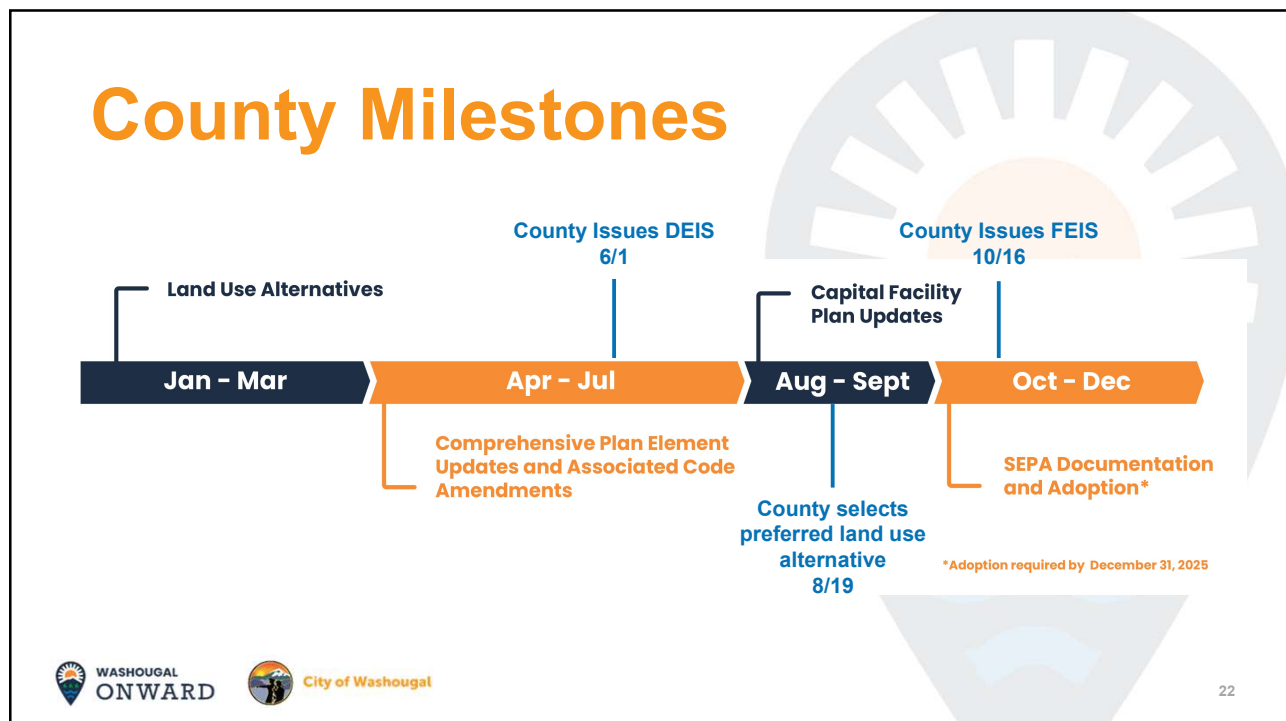 County Milestones
County Issues DEIS
6/1
County Issues FEIS
10/16
Land Use Alternatives
Capital Facility
Plan Updates
Jan – Mar
Apr – Jul
Aug – Sept
Oct – Dec
Comprehensive Plan Element
Updates and Associated Code
Amendments
SEPA Documentation
and Adoption*
County selects
preferred land use
alternative
8/19
*Adoption required by December 31, 2025
WASHOUGAL
ONWARD
City of Washougal
22